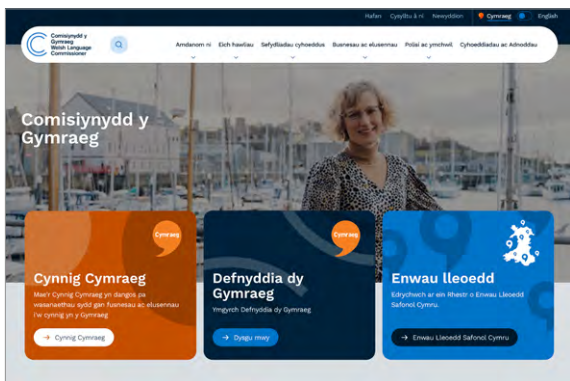 Hafan Cysylltu â ni Newyddion Cymraeg English
Comisiynydd y
Gymraeg
Welsh Language
Commissioner
Amdanom ni Eich hawliau Sefydliadau cyhoeddus Busnesau ac elusennau Polisi ac ymchwil Cyhoeddiadau ac Adnoddau
Comisiynydd y
Gymraeg
Cymraeg
Cynnig Cymraeg
Mae'r Cynnig Cymraeg yn dangos pa
wasanaethau sydd gan fusnesau ac elusennau
i'w cynnig yn y Gymraeg
Cynnig Cymraeg
Cymraeg
Defnyddia dy
Gymraeg
Ymgyrch Defnyddia dy Gymraeg
Dysgu mwy
Enwau lleoedd
Edrychwch ar ein Rhestr o Enwau Lleoedd
Safonol Cymru.
Enwau Lleoedd Safonol Cymru